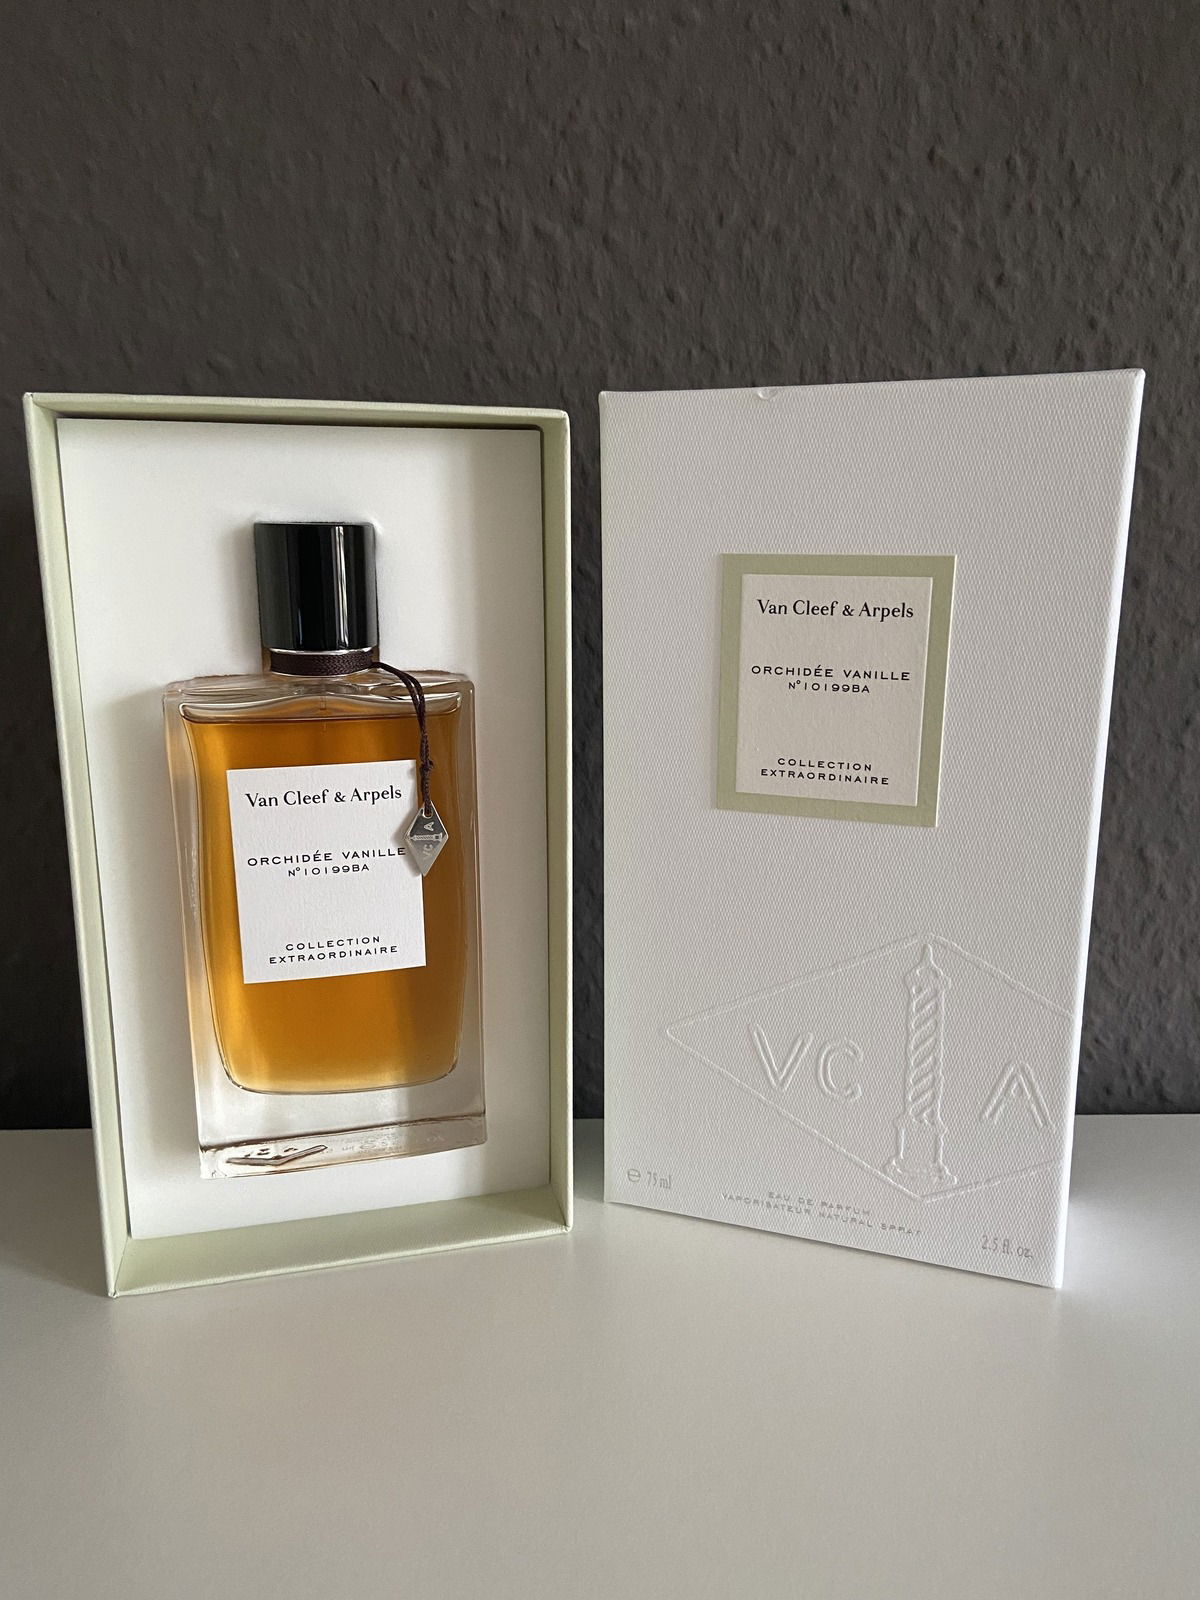 Van Cleef & Arpels
ORCHIDÉE VANILLE
N°10199BA
COLLECTION
EXTRAORDINAIRE
VC A
Van Cleef & Arpels
ORCHIDÉE VANILLE
N°10199BA
COLLECTION
EXTRAORDINAIRE
VC A
℮ 75 ml
EAU DE PARFUM
VAPORISATEUR NATURAL SPRAY
2.5 fl. oz.